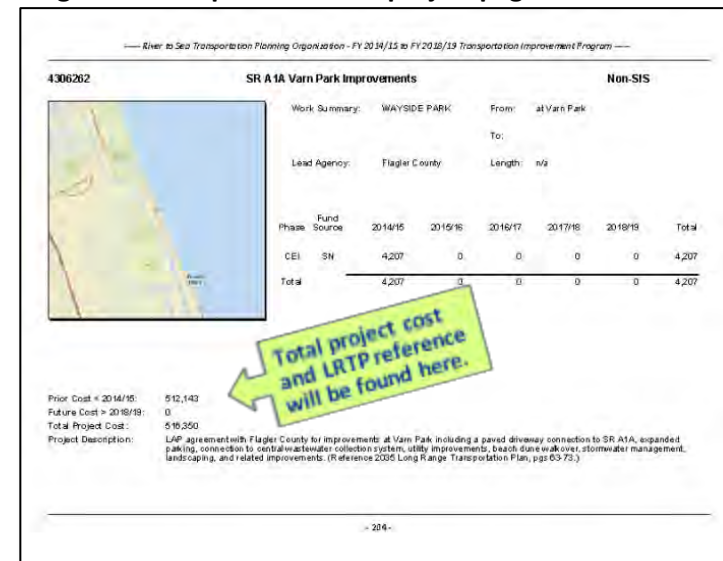 ---- River to Sea Transportation Planning Organization - FY 2014/15 to FY 2018/19 Transportation Improvement Program ----
4306262 SR A1A Varn Park Improvements Non-SIS
Work Summary: WAYSIDE PARK From: at Varn Park
To:
Lead Agency: Flagler County Length: n/a
Phase Fund Source 2014/15 2015/16 2016/17 2017/18 2018/19 Total
CEI SN 4,207 0 0 0 0 4,207
Total 4,207 0 0 0 0 4,207
Total project cost
and LRTP reference
will be found here.
Prior Cost < 2014/15: 512,143
Future Cost > 2018/19: 0
Total Project Cost: 516,350
Project Description: LAP agreement with Flagler County for improvements at Varn Park including a paved driveway connection to SR A1A, expanded
parking, connection to central wastewater collection system, utility improvements, beach dune walkover, stormwater management,
landscaping, and related improvements. (Reference 2035 Long Range Transportation Plan, pgs 63-73.)
- 204 -